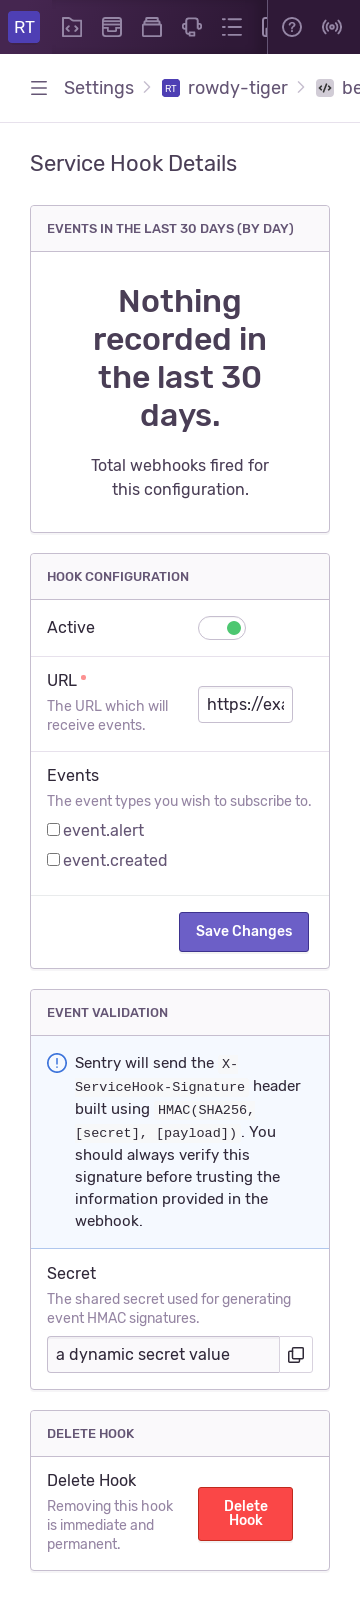 RT
Settings
RT rowdy-tiger
Service Hook Details
EVENTS IN THE LAST 30 DAYS (BY DAY)
Nothing
recorded in
the last 30
days.
Total webhooks fired for
this configuration.
HOOK CONFIGURATION
Active
URL
The URL which will
receive events.
Events
The event types you wish to subscribe to.
event.alert
event.created
Save Changes
EVENT VALIDATION
Sentry will send the X-
ServiceHook-Signature header
built using HMAC(SHA256,
[secret], [payload]). You
should always verify this
signature before trusting the
information provided in the
webhook.
Secret
The shared secret used for generating
event HMAC signatures.
a dynamic secret value
DELETE HOOK
Delete Hook
Removing this hook
is immediate and
permanent.
Delete
Hook